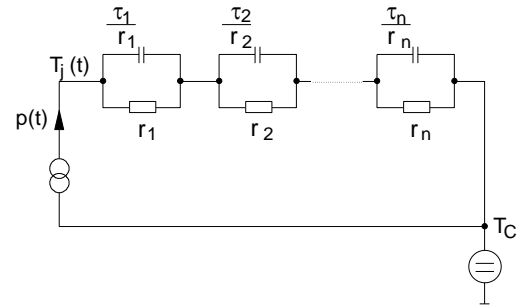 τ1 τ2 τn
r1 r2 rn
Tj(t)
p(t)
r1 r2 rn
TC